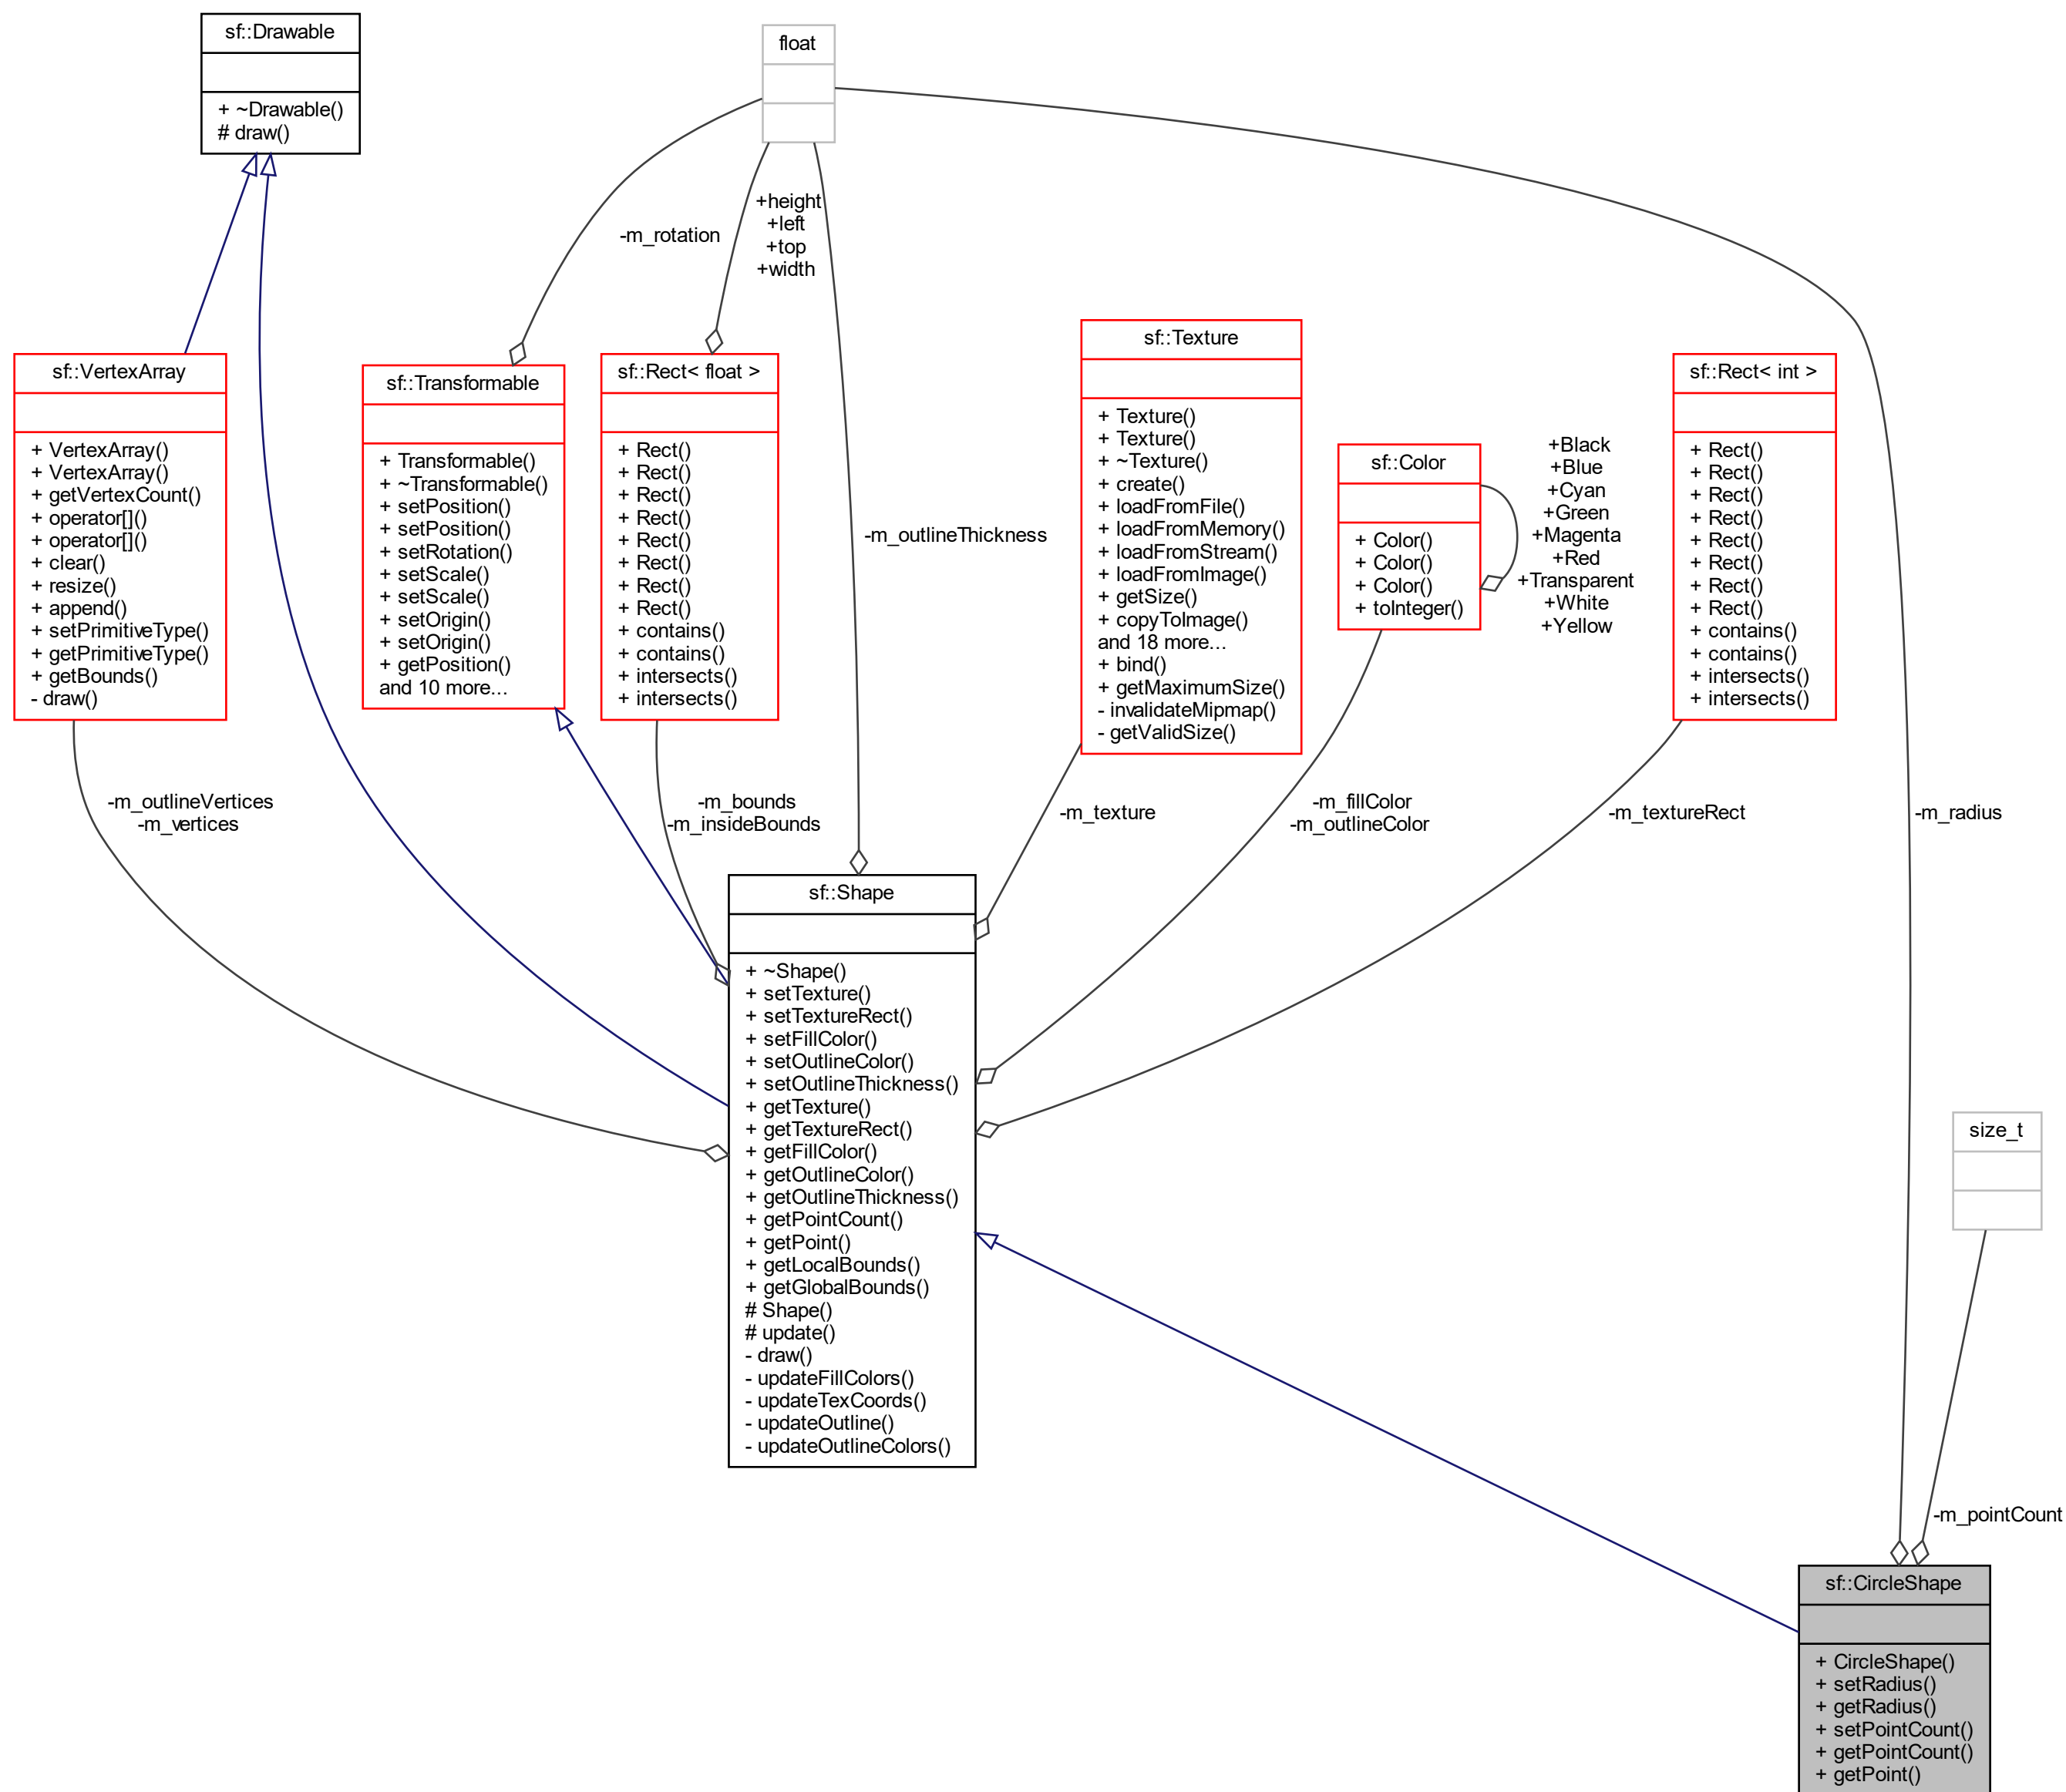 sf::Drawable
+ ~Drawable()
# draw()
float
-m_rotation
+height
+left
+top
+width
sf::VertexArray
+ VertexArray()
+ VertexArray()
+ getVertexCount()
+ operator[]()
+ operator[]()
+ clear()
+ resize()
+ append()
+ setPrimitiveType()
+ getPrimitiveType()
+ getBounds()
- draw()
sf::Transformable
+ Transformable()
+ ~Transformable()
+ setPosition()
+ setPosition()
+ setRotation()
+ setScale()
+ setScale()
+ setOrigin()
+ setOrigin()
+ getPosition()
and 10 more...
sf::Rect< float >
+ Rect()
+ Rect()
+ Rect()
+ Rect()
+ Rect()
+ Rect()
+ Rect()
+ Rect()
+ contains()
+ contains()
+ intersects()
+ intersects()
-m_outlineThickness
sf::Texture
+ Texture()
+ Texture()
+ ~Texture()
+ create()
+ loadFromFile()
+ loadFromMemory()
+ loadFromStream()
+ loadFromImage()
+ getSize()
+ copyToImage()
and 18 more...
+ bind()
+ getMaximumSize()
- invalidateMipmap()
- getValidSize()
sf::Color
+ Color()
+ Color()
+ Color()
+ toInteger()
+Black
+Blue
+Cyan
+Green
+Magenta
+Red
+Transparent
+White
+Yellow
sf::Rect< int >
+ Rect()
+ Rect()
+ Rect()
+ Rect()
+ Rect()
+ Rect()
+ Rect()
+ Rect()
+ contains()
+ contains()
+ intersects()
+ intersects()
-m_outlineVertices
-m_vertices
-m_bounds
-m_insideBounds
-m_texture
-m_fillColor
-m_outlineColor
-m_textureRect
-m_radius
sf::Shape
+ ~Shape()
+ setTexture()
+ setTextureRect()
+ setFillColor()
+ setOutlineColor()
+ setOutlineThickness()
+ getTexture()
+ getTextureRect()
+ getFillColor()
+ getOutlineColor()
+ getOutlineThickness()
+ getPointCount()
+ getPoint()
+ getLocalBounds()
+ getGlobalBounds()
# Shape()
# update()
- draw()
- updateFillColors()
- updateTexCoords()
- updateOutline()
- updateOutlineColors()
size_t
-m_pointCount
sf::CircleShape
+ CircleShape()
+ setRadius()
+ getRadius()
+ setPointCount()
+ getPointCount()
+ getPoint()